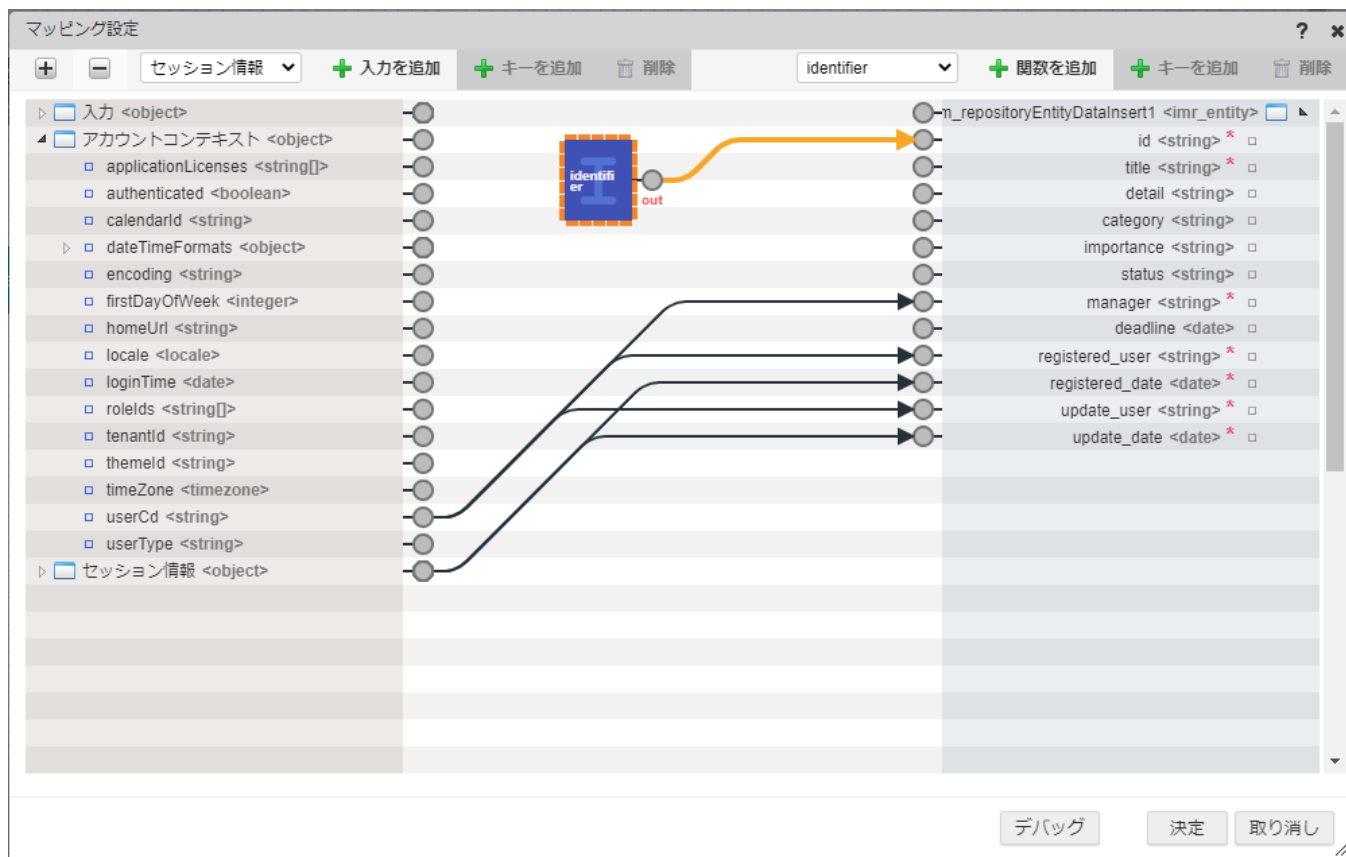 マッピング設定
? ×
セッション情報 入力を追加 キーを追加 削除 identifier 関数を追加 キーを追加 削除
入力 <object>
アカウントコンテキスト <object>
applicationLicenses <string[]>
authenticated <boolean>
calendarId <string>
dateTimeFormats <object>
encoding <string>
firstDayOfWeek <integer>
homeUrl <string>
locale <locale>
loginTime <date>
roleIds <string[]>
tenantId <string>
themeId <string>
timeZone <timezone>
userCd <string>
userType <string>
セッション情報 <object>
identifi
er
out
m_repositoryEntityDataInsert1 <imr_entity>
id <string> *
title <string> *
detail <string>
category <string>
importance <string>
status <string>
manager <string> *
deadline <date>
registered_user <string> *
registered_date <date> *
update_user <string> *
update_date <date> *
デバッグ 決定 取り消し